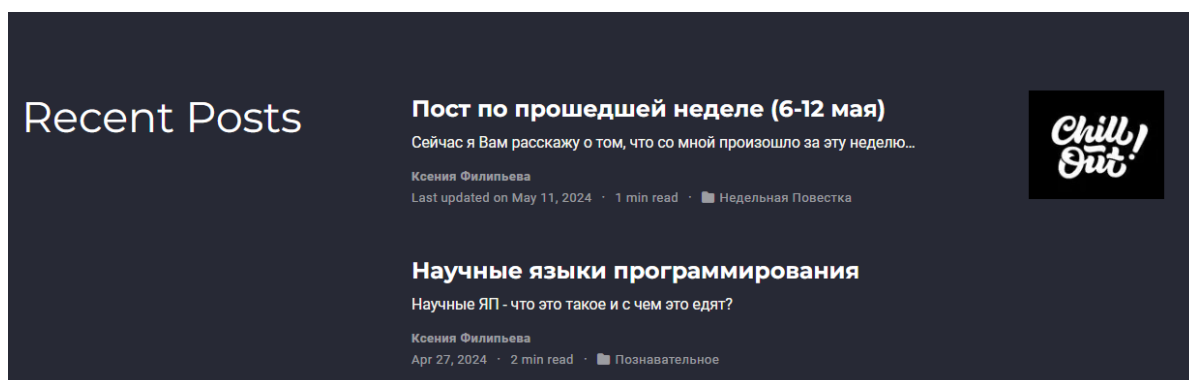 Recent Posts
Пост по прошедшей неделе (6-12 мая)
Сейчас я Вам расскажу о том, что со мной произошло за эту неделю...
Ксения Филипьева
Last updated on May 11, 2024 · 1 min read · Недельная Повестка
Chill
Out!
Научные языки программирования
Научные ЯП - что это такое и с чем это едят?
Ксения Филипьева
Apr 27, 2024 · 2 min read · Познавательное